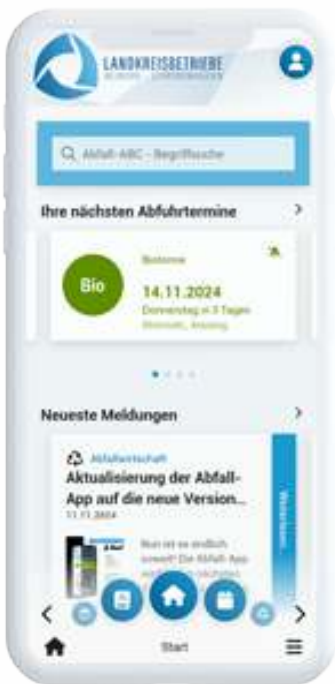 LANDKREISBETRIEBE
NEUBURG - SCHROBENHAUSEN
Abfall-ABC - Begriffsuche
Ihre nächsten Abfuhrtermine
Bio
Biotonne
14.11.2024
Donnerstag in 3 Tagen
Neueste Meldungen
Abfallwirtschaft
Aktualisierung der Abfall-
App auf die neue Version...
11.11.2024
Nun ist es endlich
soweit! Die Abfall-App
Weiterlesen
Start